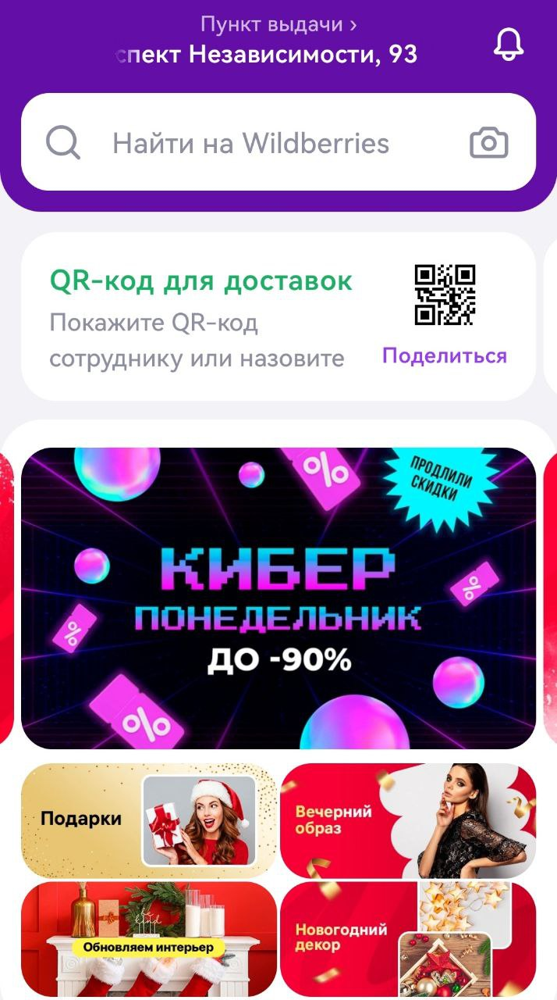 Пункт выдачи ›
спект Независимости, 93
Найти на Wildberries
QR-код для доставок
Покажите QR-код
сотруднику или назовите
Поделиться
%
ПРОДЛИЛИ
СКИДКИ
КИБЕР
%
ПОНЕДЕЛЬНИК
%
ДО -90%
%
Подарки
Вечерний
образ
Обновляем интерьер
Новогодний
декор